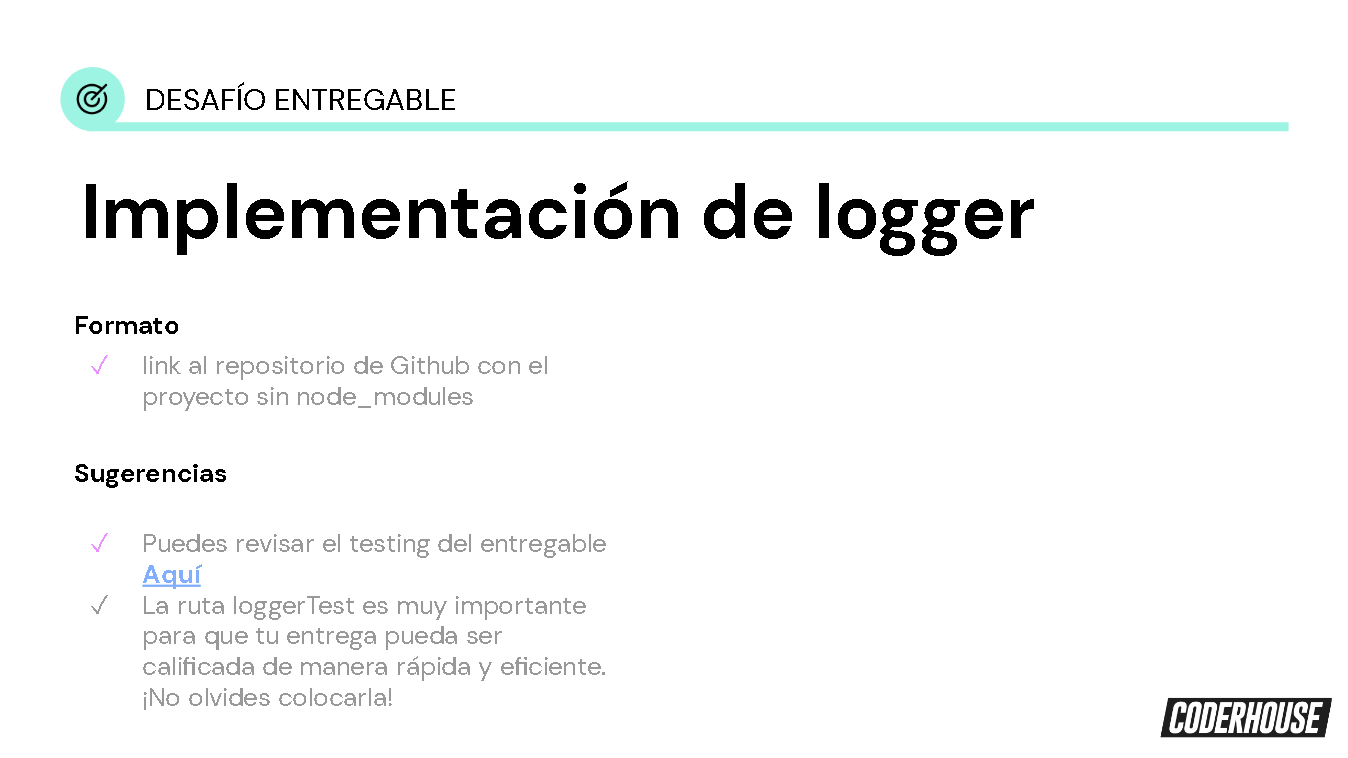 DESAFÍO ENTREGABLE
Implementación de logger
Formato
✓ link al repositorio de Github con el
proyecto sin node_modules
Sugerencias
✓ Puedes revisar el testing del entregable
Aquí
✓ La ruta loggerTest es muy importante
para que tu entrega pueda ser
calificada de manera rápida y eficiente.
¡No olvides colocarla!
CODERHOUSE